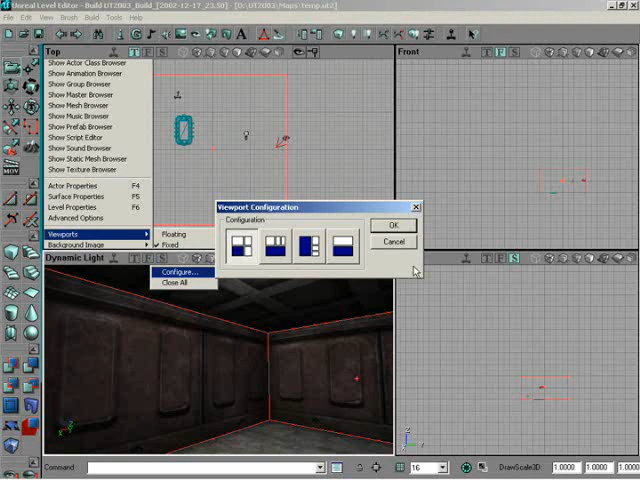 Unreal Level Editor - Build UT2003_Build_[2002-12-17_23.50] - [D:\UT2003\Maps\temp.ut2]
File Edit View Brush Build Tools Help
Top
T F S
Front
T F S
Show Actor Class Browser
Show Animation Browser
Show Group Browser
Show Master Browser
Show Mesh Browser
Show Music Browser
Show Prefab Browser
Show Script Editor
Show Sound Browser
Show Static Mesh Browser
Show Texture Browser
MOV
Actor Properties F4
Surface Properties F5
Level Properties F6
Advanced Options
Viewports
Background Image
Floating
Fixed
Configure...
Close All
Viewport Configuration
Configuration
OK
Cancel
Dynamic Light
T F S
T F S
Command
16
DrawScale3D:
1.0000
1.0000
1.0000